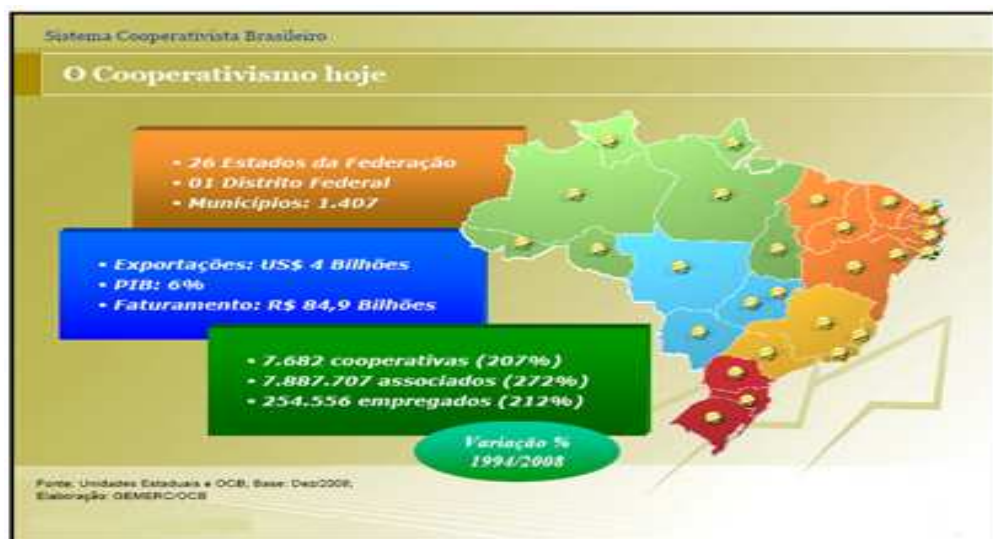 Sistema Cooperativista Brasileiro
O Cooperativismo hoje
• 26 Estados da Federação
• 01 Distrito Federal
• Municípios: 1.407
• Exportações: US$ 4 Bilhões
• PIB: 6%
• Faturamento: R$ 84,9 Bilhões
• 7.682 cooperativas (207%)
• 7.887.707 associados (272%)
• 254.556 empregados (212%)
Variação %
1994/2008
Fonte: Unidades Estaduais e OCB; Base: Dez/2008;
Elaboração: GEMERC/OCB